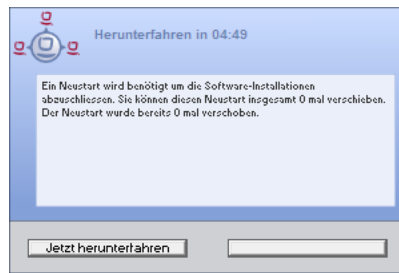 Herunterfahren in 04:49
Ein Neustart wird benötigt um die Software-Installationen
abzuschliessen. Sie können diesen Neustart insgesamt 0 mal verschieben.
Der Neustart wurde bereits 0 mal verschoben.
Jetzt herunterfahren